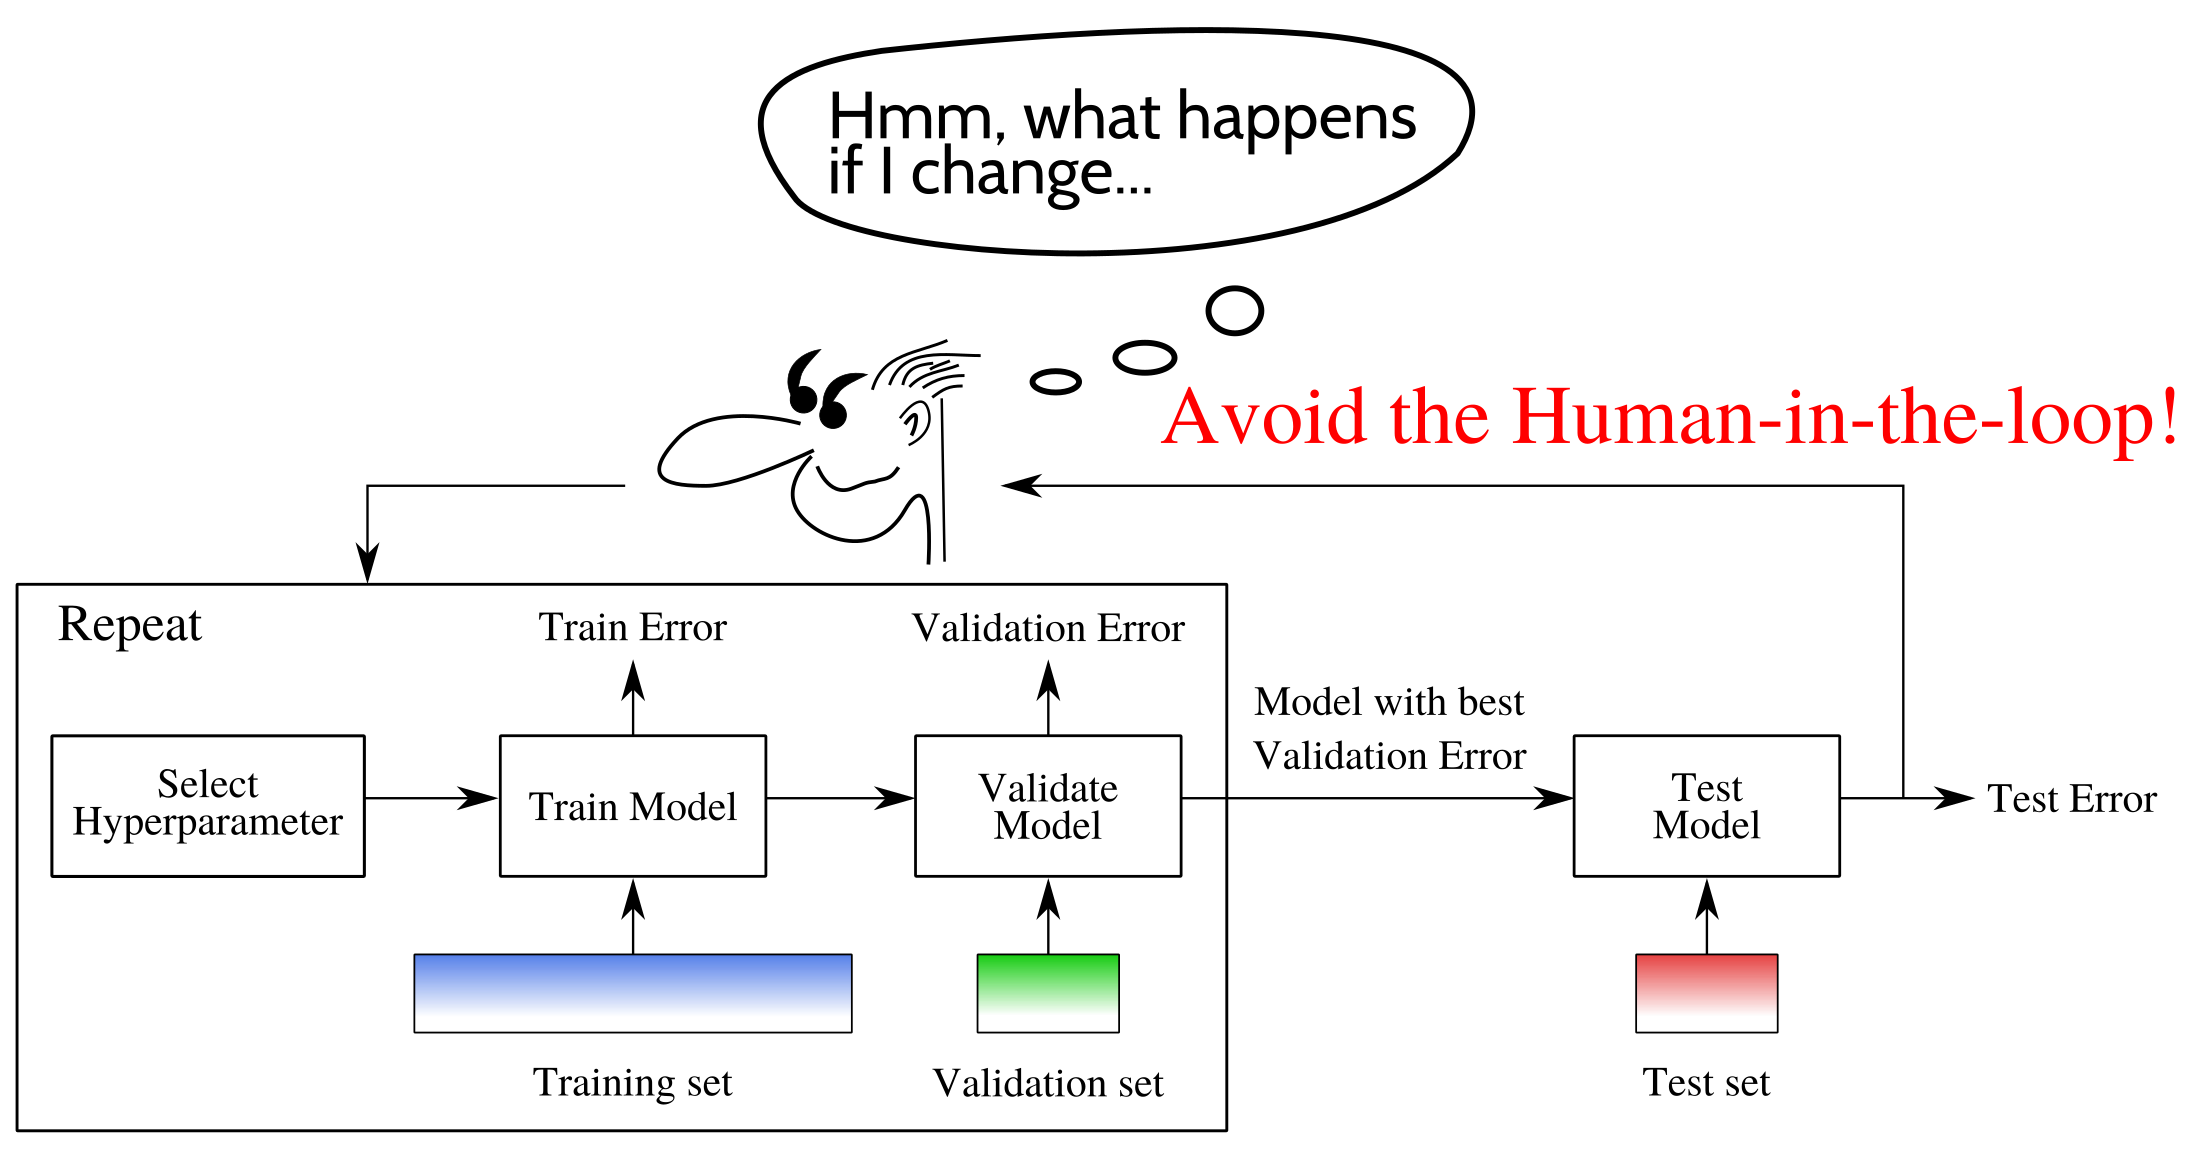 Hmm, what happens
if I change...
Avoid the Human-in-the-loop!
Repeat
Train Error
Validation Error
Select
Hyperparameter
Train Model
Validate
Model
Model with best
Validation Error
Test
Model
Test Error
Training set
Validation set
Test set